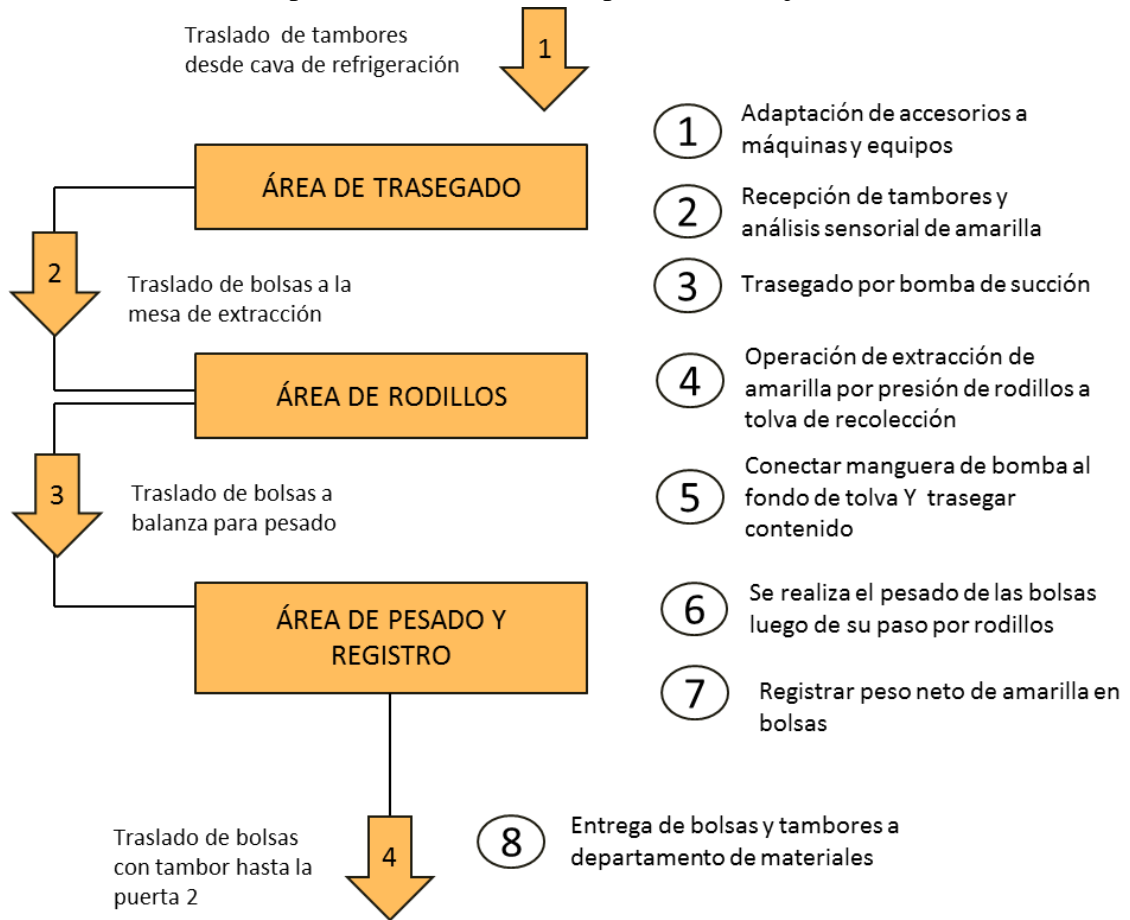 Traslado de tambores
desde cava de refrigeración
1
1
Adaptación de accesorios a
máquinas y equipos
ÁREA DE TRASEGADO
2
Recepción de tambores y
análisis sensorial de amarilla
2
Traslado de bolsas a la
mesa de extracción
3
Trasegado por bomba de succión
ÁREA DE RODILLOS
4
Operación de extracción de
amarilla por presión de rodillos a
tolva de recolección
3
Traslado de bolsas a
balanza para pesado
5
Conectar manguera de bomba al
fondo de tolva Y trasegar
contenido
ÁREA DE PESADO Y
REGISTRO
6
Se realiza el pesado de las bolsas
luego de su paso por rodillos
7
Registrar peso neto de amarilla en
bolsas
Traslado de bolsas
con tambor hasta la
puerta 2
4
8
Entrega de bolsas y tambores a
departamento de materiales